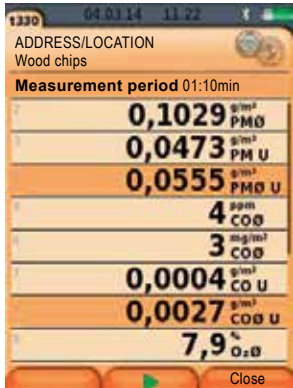 1330 04.03.14 11:22
ADDRESS/LOCATION
Wood chips
Measurement period 01:10min
0,1029 g/m³ PMØ
0,0473 g/m³ PM U
0,0555 g/m³ PMØ U
4 ppm COØ
3 mg/m³ COØ
0,0004 g/m³ CO U
0,0027 g/m³ COØ U
7,9 % O₂Ø
Close